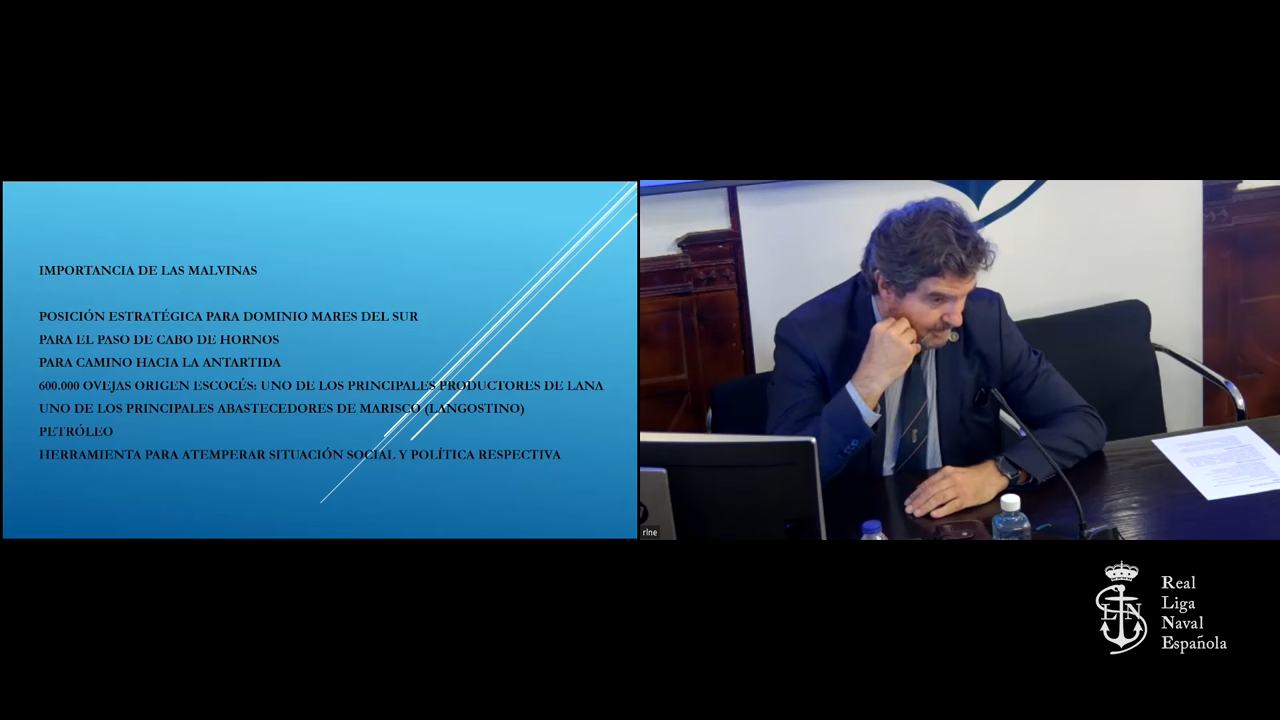 IMPORTANCIA DE LAS MALVINAS
POSICIÓN ESTRATÉGICA PARA DOMINIO MARES DEL SUR
PARA EL PASO DE CABO DE HORNOS
PARA CAMINO HACIA LA ANTARTIDA
600.000 OVEJAS ORIGEN ESCOCÉS: UNO DE LOS PRINCIPALES PRODUCTORES DE LANA
UNO DE LOS PRINCIPALES ABASTECEDORES DE MARISCO (LANGOSTINO)
PETRÓLEO
HERRAMIENTA PARA ATEMPERAR SITUACIÓN SOCIAL Y POLÍTICA RESPECTIVA
rlne
LN
Real
Liga
Naval
Española